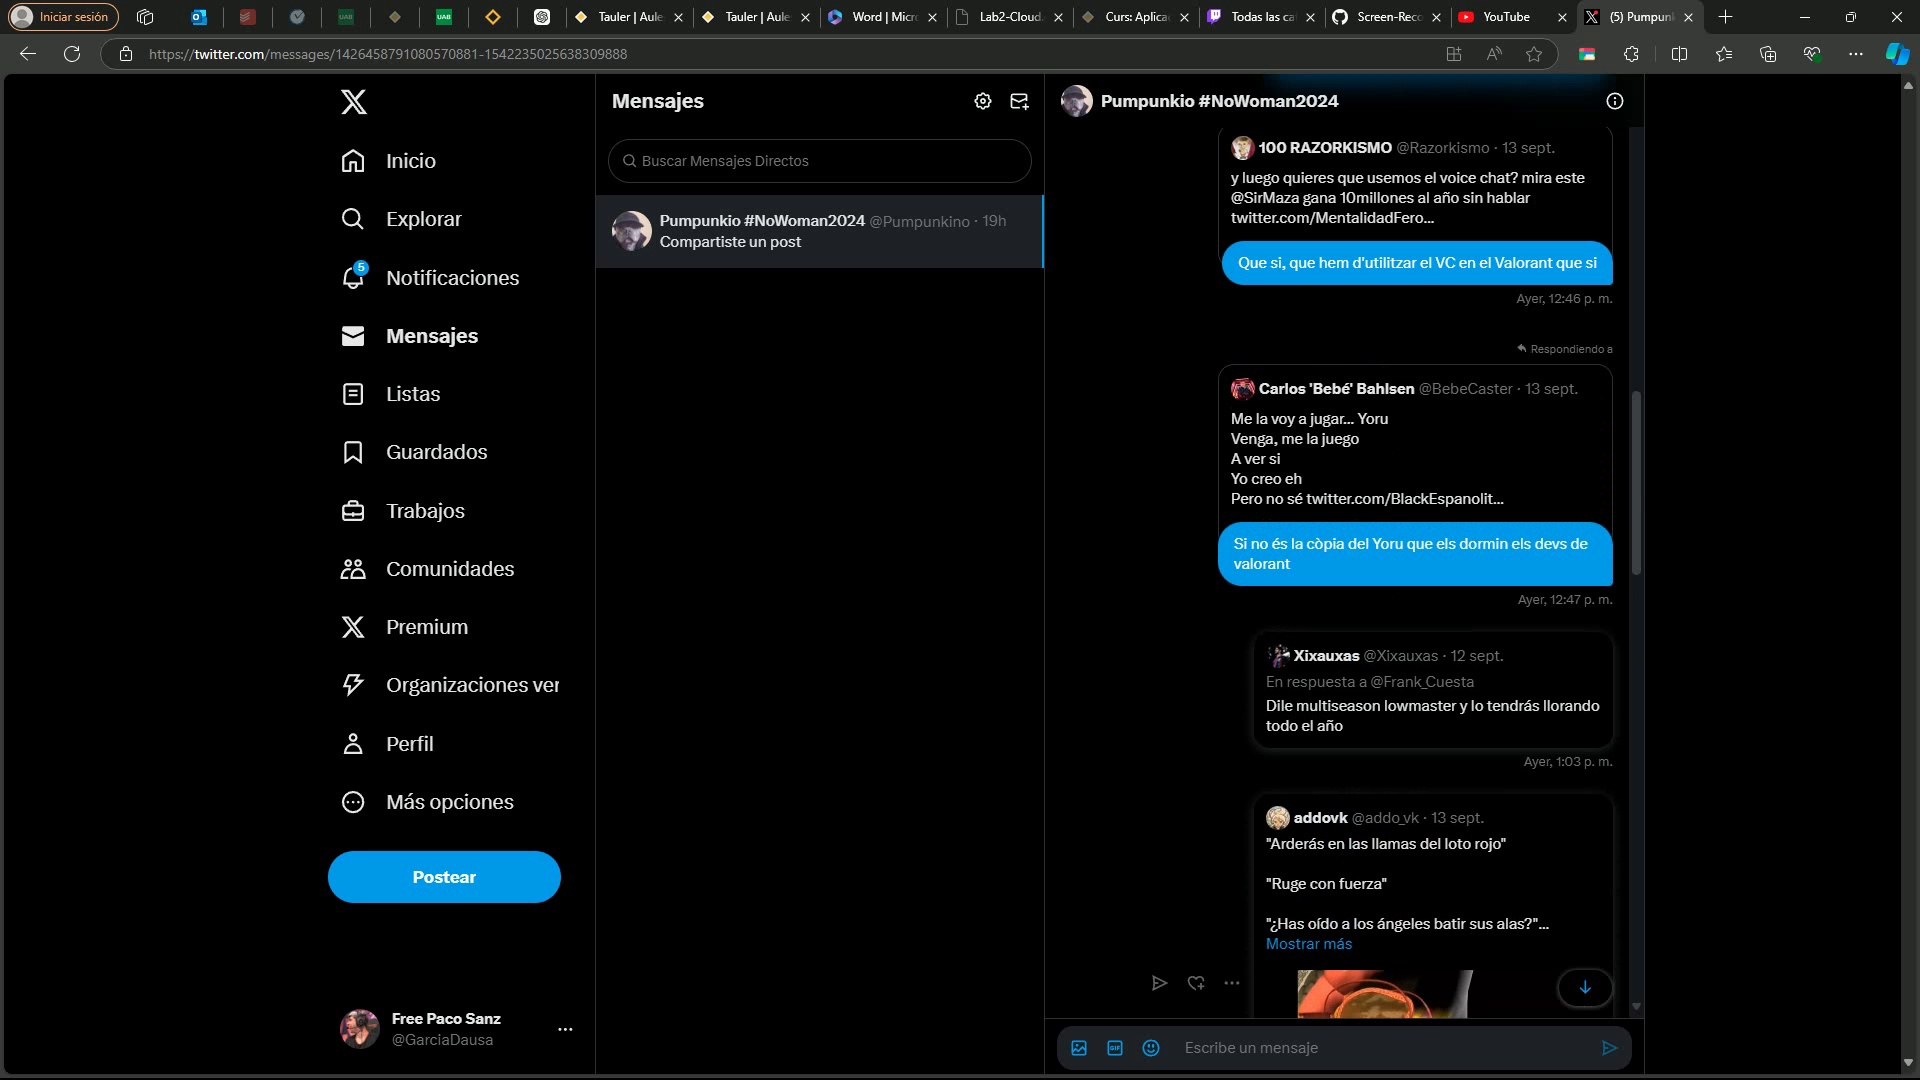 Iniciar sesión
Tauler | Aule
Tauler | Aule
Word | Micr
Lab2-Cloud
Curs: Aplica
Todas las ca
Screen-Reco
YouTube
(5) Pumpun
https://twitter.com/messages/1426458791080570881-1542235025638309888
Inicio
Explorar
5
Notificaciones
Mensajes
Listas
Guardados
Trabajos
Comunidades
Premium
Organizaciones ver
Perfil
Más opciones
Postear
Free Paco Sanz
@GarciaDausa
Mensajes
Buscar Mensajes Directos
Pumpunkio #NoWoman2024 @Pumpunkino · 19h
Compartiste un post
Pumpunkio #NoWoman2024
100 RAZORKISMO @Razorkismo · 13 sept.
y luego quieres que usemos el voice chat? mira este
@SirMaza gana 10millones al año sin hablar
twitter.com/MentalidadFero...
Que si, que hem d'utilitzar el VC en el Valorant que si
Ayer, 12:46 p. m.
Respondiendo a
Carlos 'Bebé' Bahlsen @BebeCaster · 13 sept.
Me la voy a jugar... Yoru
Venga, me la juego
A ver si
Yo creo eh
Pero no sé twitter.com/BlackEspanolit...
Si no és la còpia del Yoru que els dormin els devs de
valorant
Ayer, 12:47 p. m.
Xixauxas @Xixauxas · 12 sept.
En respuesta a @Frank_Cuesta
Dile multiseason lowmaster y lo tendrás llorando
todo el año
Ayer, 1:03 p. m.
addovk @addo_vk · 13 sept.
"Arderás en las llamas del loto rojo"
"Ruge con fuerza"
"¿Has oído a los ángeles batir sus alas?"...
Mostrar más
GIF
Escribe un mensaje